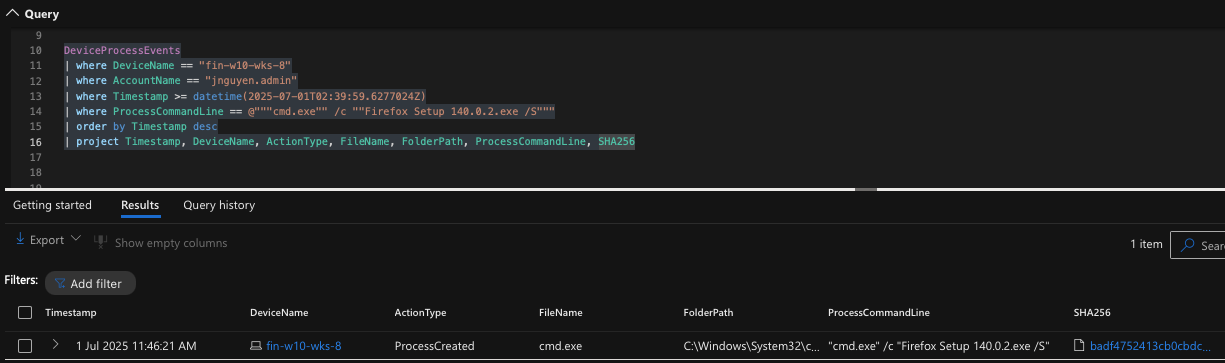 Query
9
10 DeviceProcessEvents
11 | where DeviceName == "fin-w10-wks-8"
12 | where AccountName == "jnguyen.admin"
13 | where Timestamp >= datetime(2025-07-01T02:39:59.6277024Z)
14 | where ProcessCommandLine == @"""cmd.exe"" /c ""Firefox Setup 140.0.2.exe /S"""
15 | order by Timestamp desc
16 | project Timestamp, DeviceName, ActionType, FileName, FolderPath, ProcessCommandLine, SHA256
17
18
Getting started Results Query history
Export Show empty columns 1 item Sear
Filters: Add filter
Timestamp DeviceName ActionType FileName FolderPath ProcessCommandLine SHA256
1 Jul 2025 11:46:21 AM fin-w10-wks-8 ProcessCreated cmd.exe C:\Windows\System32\c... "cmd.exe" /c "Firefox Setup 140.0.2.exe /S" badf4752413cb0cbdc...